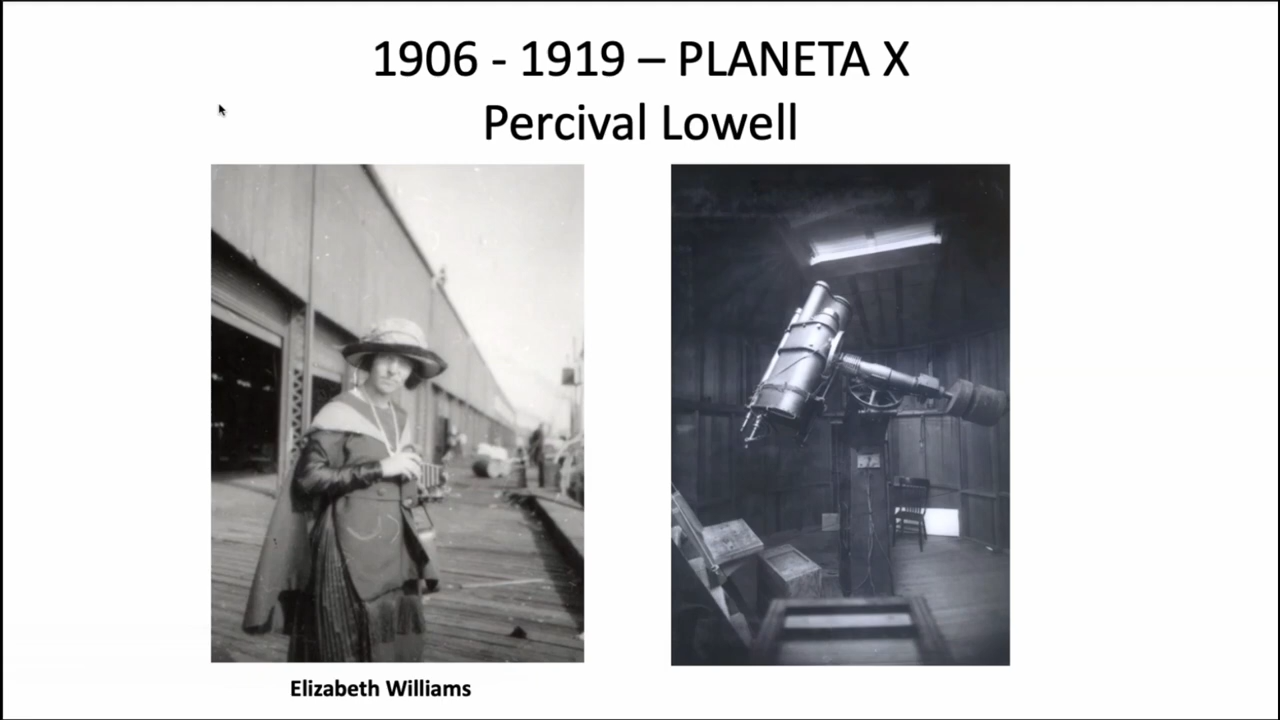 1906 - 1919 – PLANETA X
Percival Lowell
Elizabeth Williams